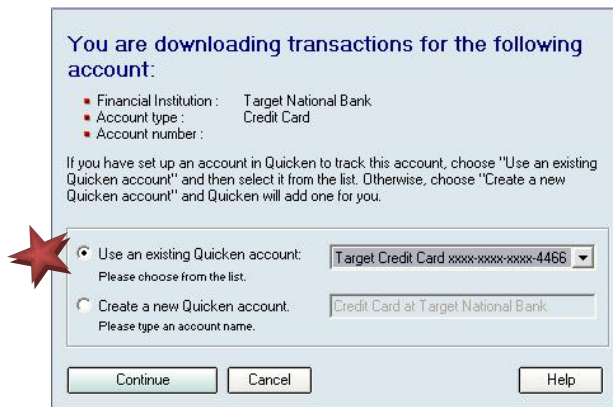 You are downloading transactions for the following
account:
Financial Institution : Target National Bank
Account type : Credit Card
Account number :
If you have set up an account in Quicken to track this account, choose "Use an existing
Quicken account" and then select it from the list. Otherwise, choose "Create a new
Quicken account" and Quicken will add one for you.
Use an existing Quicken account: Target Credit Card xxxx-xxxx-xxxx-4466
Please choose from the list.
Create a new Quicken account. Credit Card at Target National Bank
Please type an account name.
Continue Cancel Help